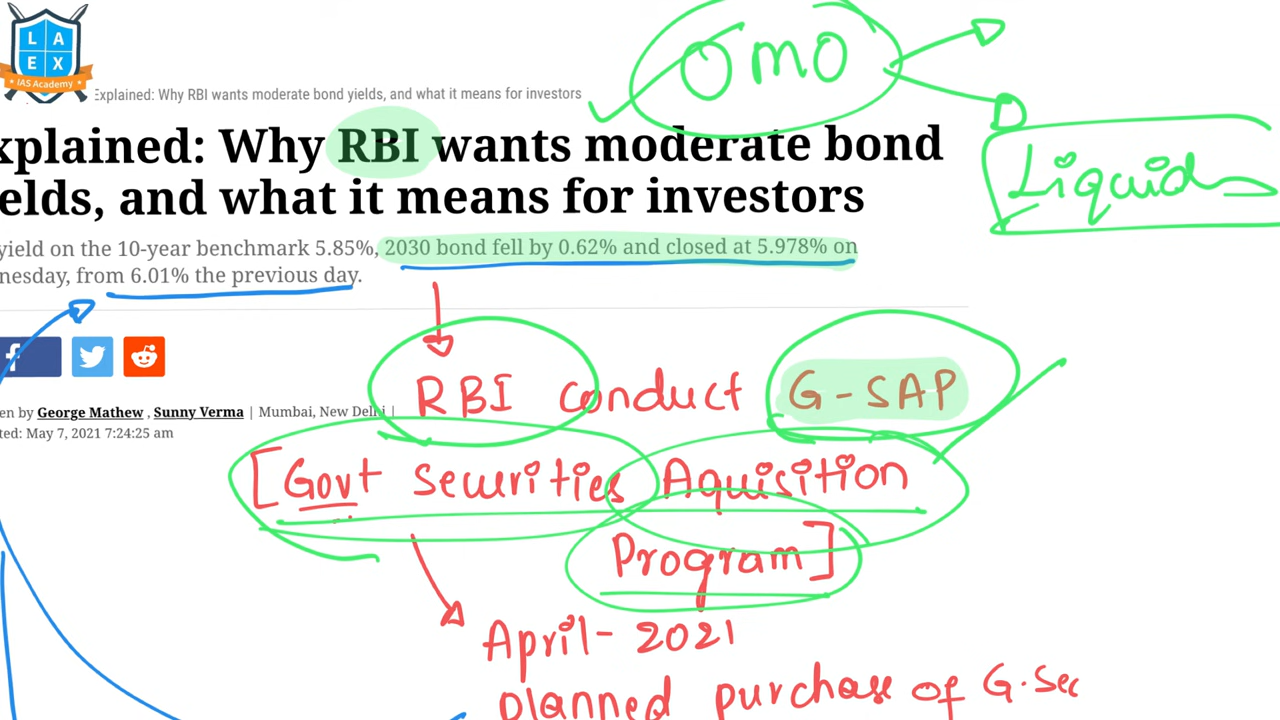 L A
E X
IAS Academy
Explained: Why RBI wants moderate bond yields, and what it means for investors
xplained: Why RBI wants moderate bond
elds, and what it means for investors
yield on the 10-year benchmark 5.85%, 2030 bond fell by 0.62% and closed at 5.978% on
nesday, from 6.01% the previous day.
OMO
Liquid
en by George Mathew , Sunny Verma | Mumbai, New Delhi |
ted: May 7, 2021 7:24:25 am
RBI conduct G-SAP
[Govt securities Aquisition
Program]
April- 2021
planned purchase of G.Sec